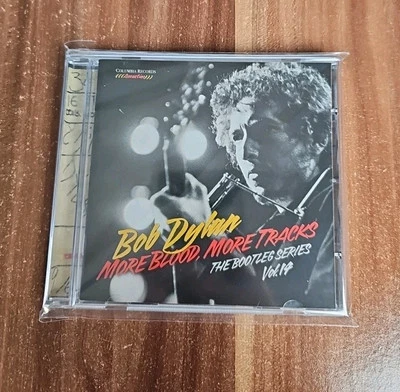 COLUMBIA RECORDS
Bob Dylan
MORE BLOOD, MORE TRACKS
THE BOOTLEG SERIES
Vol. 14